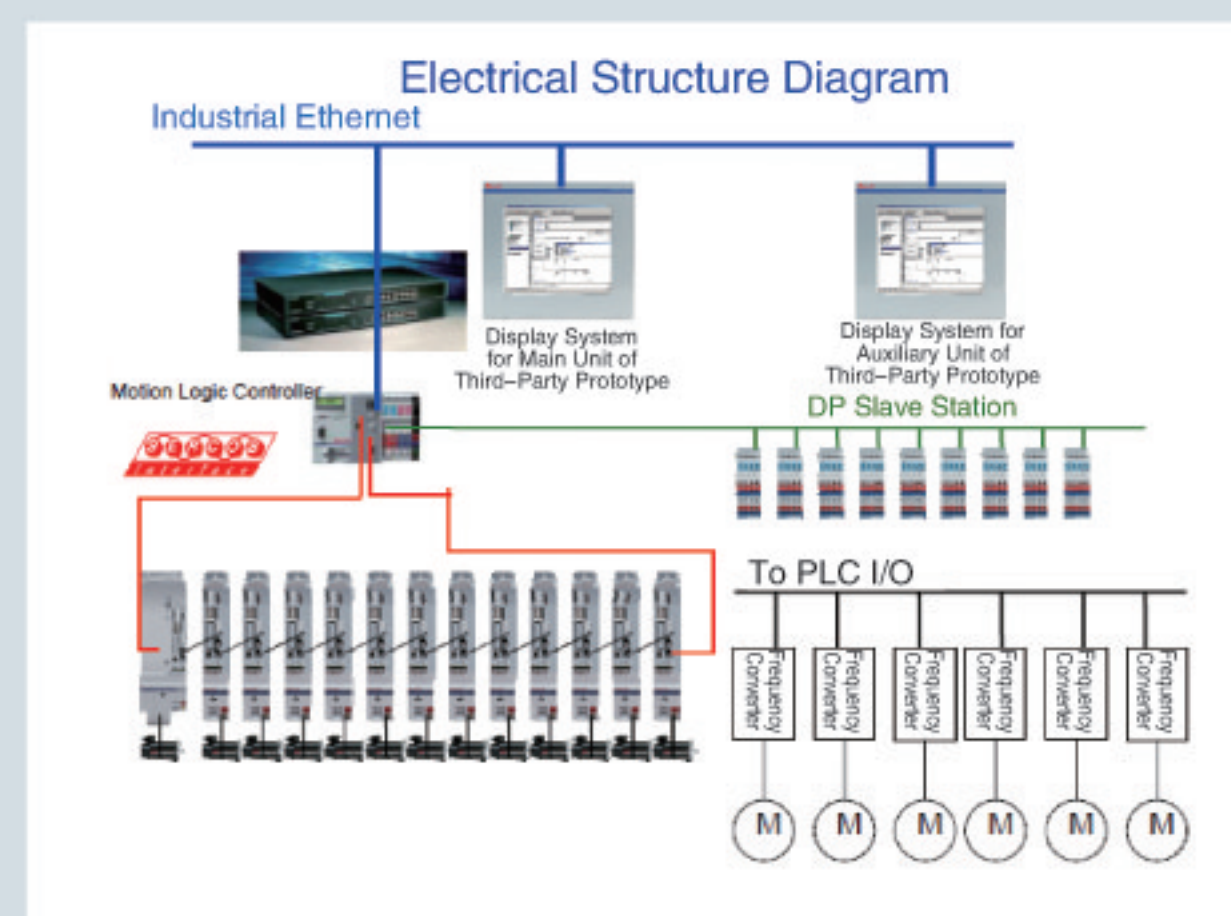 Electrical Structure Diagram
Industrial Ethernet
Display System
for Main Unit of
Third–Party Prototype
Display System for
Auxiliary Unit of
Third–Party Prototype
Motion Logic Controller
DP Slave Station
SERCOS
interface
To PLC I/O
Frequency
Converter
Frequency
Converter
Frequency
Converter
Frequency
Converter
Frequency
Converter
Frequency
Converter
M
M
M
M
M
M